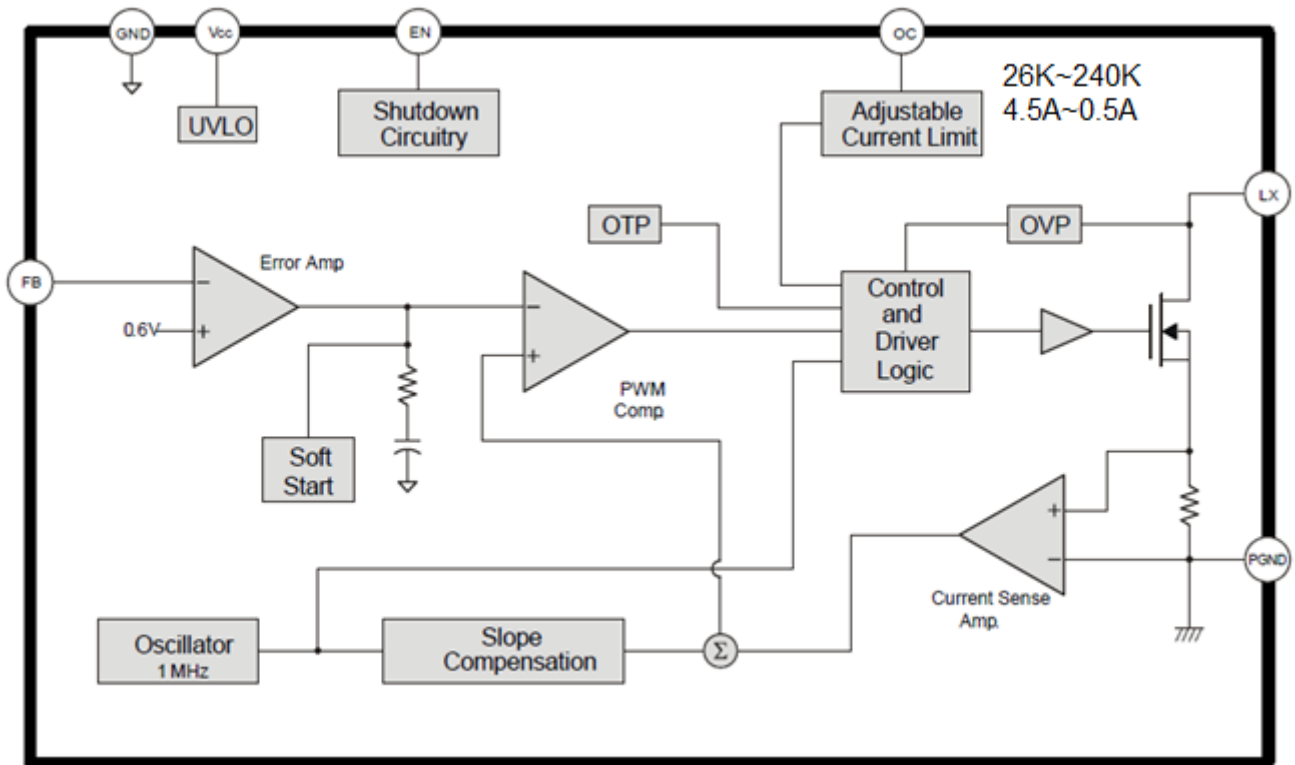 GND
Vcc
EN
OC
26K~240K
4.5A~0.5A
UVLO
Shutdown
Circuitry
Adjustable
Current Limit
LX
OTP
OVP
FB
Error Amp
−
+
0.6V
−
+
PWM
Comp.
Control
and
Driver
Logic
Soft
Start
+
−
Current Sense
Amp.
PGND
Oscillator
1 MHz
Slope
Compensation
Σ